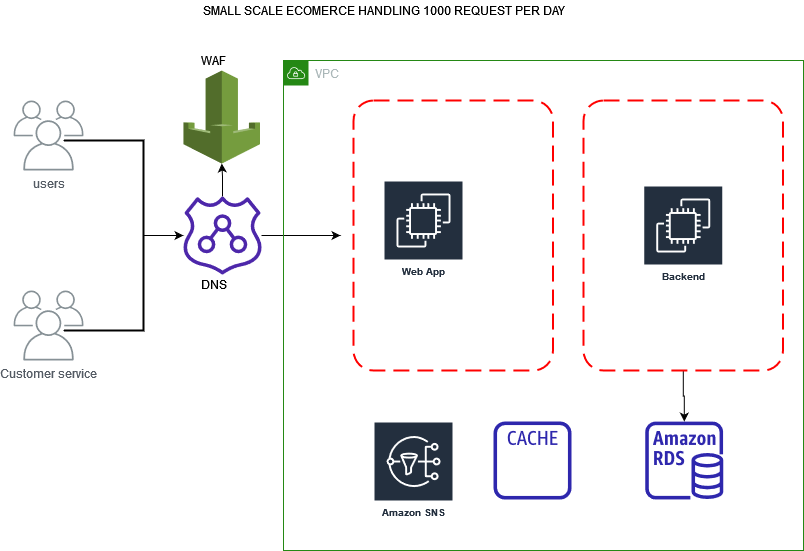 SMALL SCALE ECOMERCE HANDLING 1000 REQUEST PER DAY
WAF
VPC
users
DNS
Web App
Backend
Customer service
CACHE
Amazon
RDS
Amazon SNS